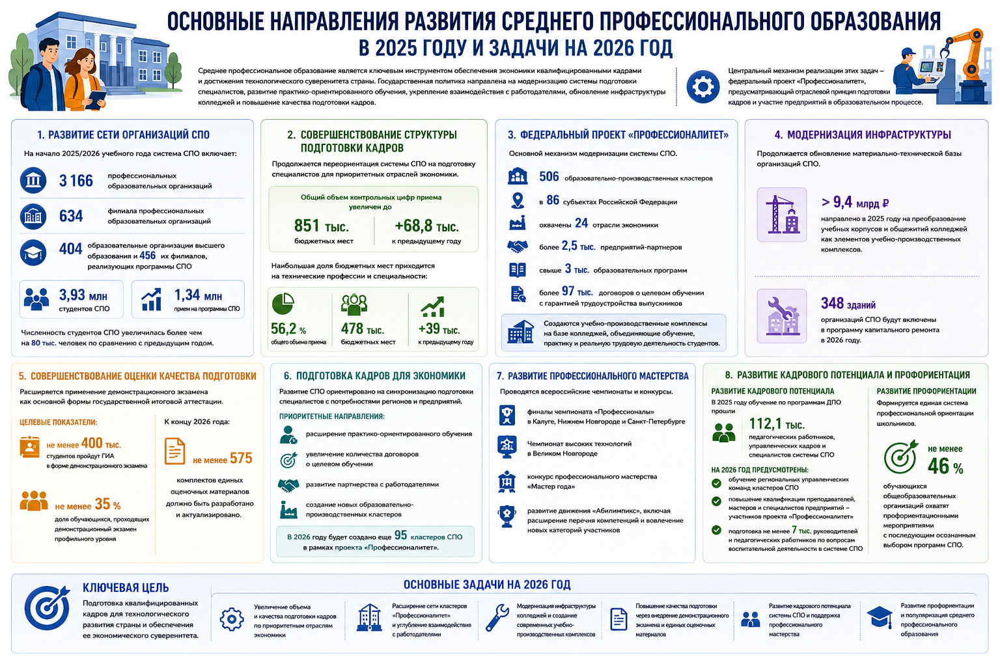 ОСНОВНЫЕ НАПРАВЛЕНИЯ РАЗВИТИЯ СРЕДНЕГО ПРОФЕССИОНАЛЬНОГО ОБРАЗОВАНИЯ
В 2025 ГОДУ И ЗАДАЧИ НА 2026 ГОД
Среднее профессиональное образование является ключевым инструментом обеспечения экономики квалифицированными кадрами
и достижения технологического суверенитета страны. Государственная политика направлена на модернизацию системы подготовки
специалистов, развитие практико-ориентированного обучения, укрепление взаимодействия с работодателями, обновление инфраструктуры
колледжей и повышение качества подготовки кадров.
Центральный механизм реализации этих задач –
федеральный проект «Профессионалитет»,
предусматривающий отраслевой принцип подготовки
кадров и участие предприятий в образовательном процессе.
1. РАЗВИТИЕ СЕТИ ОРГАНИЗАЦИЙ СПО
На начало 2025/2026 учебного года система СПО включает:
3 166 профессиональных
образовательных организаций
634 филиала профессиональных
образовательных организаций
404 образовательные организации высшего
образования и 456 их филиалов,
реализующих программы СПО
3,93 млн
студентов СПО
1,34 млн
прием на программы СПО
Численность студентов СПО увеличилась более чем
на 80 тыс. человек по сравнению с предыдущим годом.
2. СОВЕРШЕНСТВОВАНИЕ СТРУКТУРЫ
ПОДГОТОВКИ КАДРОВ
Продолжается переориентация системы СПО на подготовку
специалистов для приоритетных отраслей экономики.
Общий объем контрольных цифр приема
увеличен до
851 тыс.
бюджетных мест
+68,8 тыс.
к предыдущему году
Наибольшая доля бюджетных мест приходится
на технические профессии и специальности:
56,2 %
общего объема приема
478 тыс.
бюджетных мест
+39 тыс.
к предыдущему году
3. ФЕДЕРАЛЬНЫЙ ПРОЕКТ «ПРОФЕССИОНАЛИТЕТ»
Основной механизм модернизации системы СПО.
506 образовательно-производственных кластеров
в 86 субъектах Российской Федерации
охвачены 24 отрасли экономики
более 2,5 тыс. предприятий-партнеров
свыше 3 тыс. образовательных программ
более 97 тыс. договоров о целевом обучении
с гарантией трудоустройства выпускников
Создаются учебно-производственные комплексы
на базе колледжей, объединяющие обучение,
практику и реальную трудовую деятельность студентов.
4. МОДЕРНИЗАЦИЯ ИНФРАСТРУКТУРЫ
Продолжается обновление материально-технической базы
организаций СПО.
> 9,4 млрд ₽
направлено в 2025 году на преобразование
учебных корпусов и общежитий колледжей
как элементов учебно-производственных
комплексов.
348 зданий
организаций СПО будут включены
в программу капитального ремонта
в 2026 году.
5. СОВЕРШЕНСТВОВАНИЕ ОЦЕНКИ КАЧЕСТВА ПОДГОТОВКИ
Расширяется применение демонстрационного экзамена
как основной формы государственной итоговой аттестации.
ЦЕЛЕВЫЕ ПОКАЗАТЕЛИ:
не менее 400 тыс.
студентов пройдут ГИА
в форме демонстрационного экзамена
не менее 35 %
доля обучающихся, проходящих
демонстрационный экзамен
профильного уровня
К концу 2026 года:
не менее 575
комплектов единых
оценочных материалов
должно быть разработано
и актуализировано.
6. ПОДГОТОВКА КАДРОВ ДЛЯ ЭКОНОМИКИ
Развитие СПО ориентировано на синхронизацию подготовки
специалистов с потребностями регионов и предприятий.
ПРИОРИТЕТНЫЕ НАПРАВЛЕНИЯ:
расширение практико-ориентированного обучения
увеличение количества договоров
о целевом обучении
развитие партнерства с работодателями
создание новых образовательно-
производственных кластеров
В 2026 году будет создано еще 95 кластеров СПО
в рамках проекта «Профессионалитет».
7. РАЗВИТИЕ ПРОФЕССИОНАЛЬНОГО МАСТЕРСТВА
Проводятся всероссийские чемпионаты и конкурсы.
финалы чемпионата «Профессионалы»
в Калуге, Нижнем Новгороде и Санкт-Петербурге
Чемпионат высоких технологий
в Великом Новгороде
конкурс профессионального мастерства
«Мастер года»
развитие движения «Абилимпикс», включая
расширение перечня компетенций и вовлечение
новых категорий участников
8. РАЗВИТИЕ КАДРОВОГО ПОТЕНЦИАЛА И ПРОФОРИЕНТАЦИЯ
РАЗВИТИЕ КАДРОВОГО ПОТЕНЦИАЛА
В 2025 году обучение по программам ДПО
прошли
112,1 тыс.
педагогических работников,
управленческих кадров и
специалистов системы СПО
НА 2026 ГОД ПРЕДУСМОТРЕНЫ:
обучение региональных управленческих
команд кластеров СПО
повышение квалификации преподавателей,
мастеров и специалистов предприятий –
участников проекта «Профессионалитет»
подготовка не менее 7 тыс. руководителей
и педагогических работников по вопросам
воспитательной деятельности в системе СПО
РАЗВИТИЕ ПРОФОРИЕНТАЦИИ
Формируется единая система
профессиональной ориентации
школьников.
не менее
46 %
обучающихся
общеобразовательных
организаций охватят
профориентационными
мероприятиями
с последующим осознанным
выбором программ СПО.
КЛЮЧЕВАЯ ЦЕЛЬ
Подготовка квалифицированных
кадров для технологического
развития страны и обеспечения
ее экономического суверенитета.
ОСНОВНЫЕ ЗАДАЧИ НА 2026 ГОД
Увеличение объема
и качества подготовки кадров
по приоритетным отраслям
экономики
Расширение сети кластеров
«Профессионалитет»
и углубление взаимодействия
с работодателями
Модернизация инфраструктуры
колледжей и создание
современных учебно-
производственных комплексов
Повышение качества подготовки
через внедрение демонстрационного
экзамена и единых оценочных
материалов
Развитие кадрового потенциала
системы СПО и поддержка
профессионального
мастерства
Развитие профориентации
и популяризация среднего
профессионального
образования